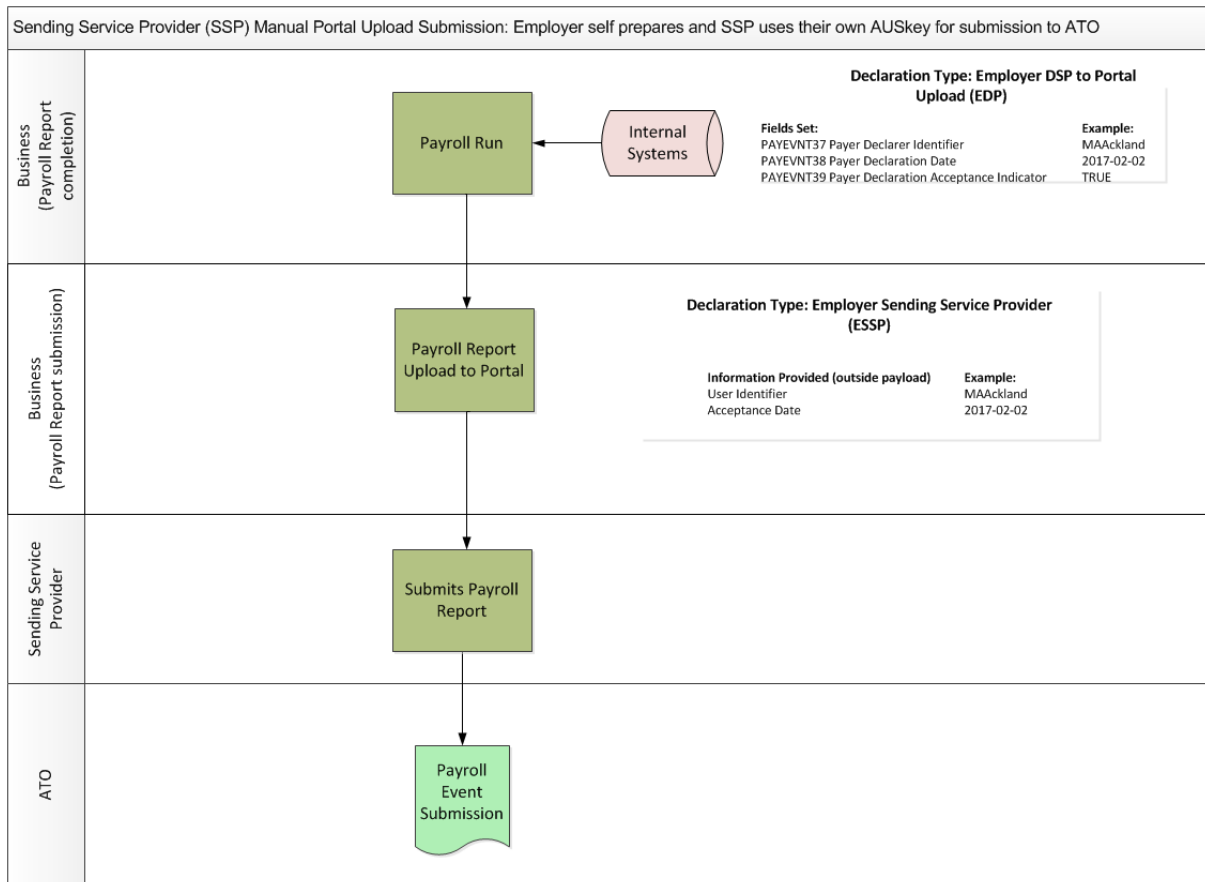 Sending Service Provider (SSP) Manual Portal Upload Submission: Employer self prepares and SSP uses their own AUSkey for submission to ATO
Business
(Payroll Report
completion)
Payroll Run
Internal
Systems
Declaration Type: Employer DSP to Portal
Upload (EDP)
Fields Set: Example:
PAYEVNT37 Payer Declarer Identifier MAAckland
PAYEVNT38 Payer Declaration Date 2017-02-02
PAYEVNT39 Payer Declaration Acceptance Indicator TRUE
Business
(Payroll Report submission)
Payroll Report
Upload to Portal
Declaration Type: Employer Sending Service Provider
(ESSP)
Information Provided (outside payload) Example:
User Identifier MAAckland
Acceptance Date 2017-02-02
Sending Service
Provider
Submits Payroll
Report
ATO
Payroll
Event
Submission